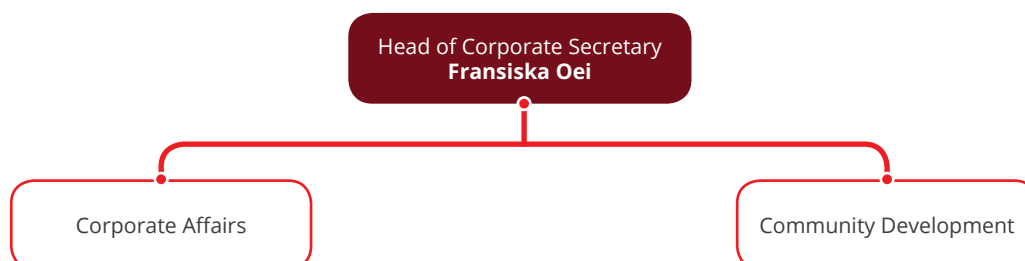 Head of Corporate Secretary
Fransiska Oei
Corporate Affairs
Community Development